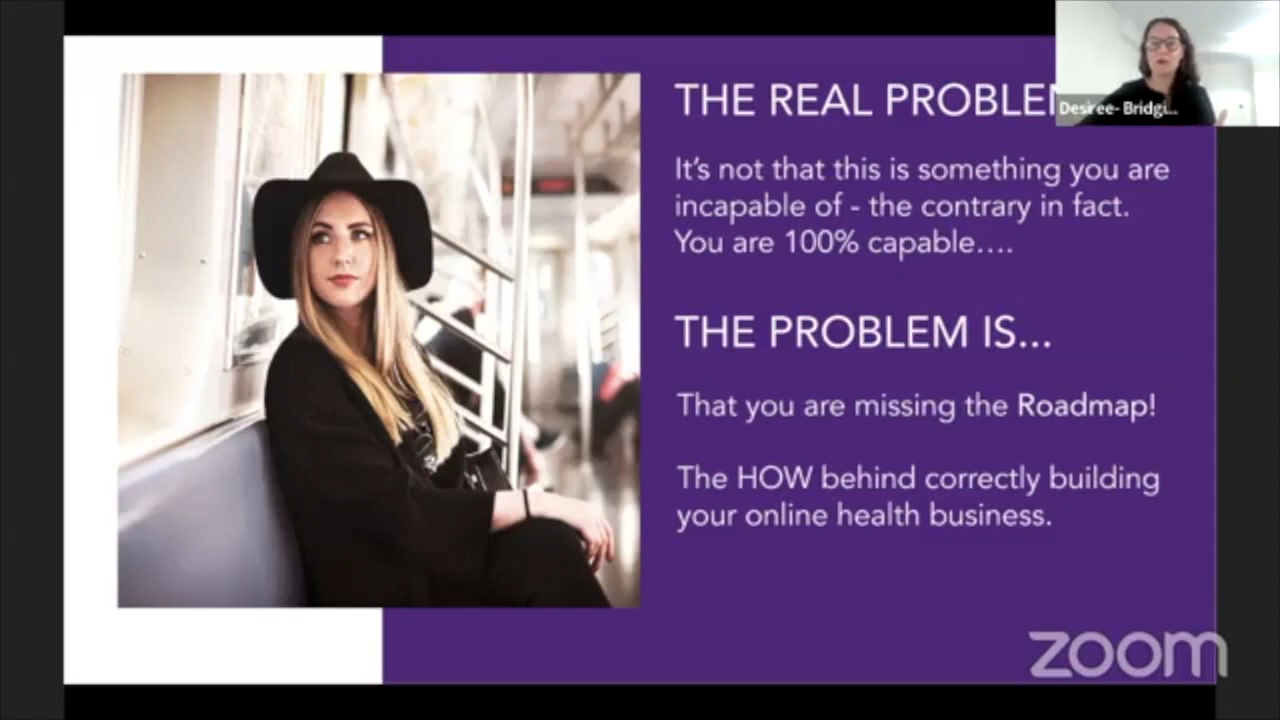 THE REAL PROBLEM
Desiree- Bridgi...
It’s not that this is something you are
incapable of - the contrary in fact.
You are 100% capable....
THE PROBLEM IS...
That you are missing the Roadmap!
The HOW behind correctly building
your online health business.
zoom